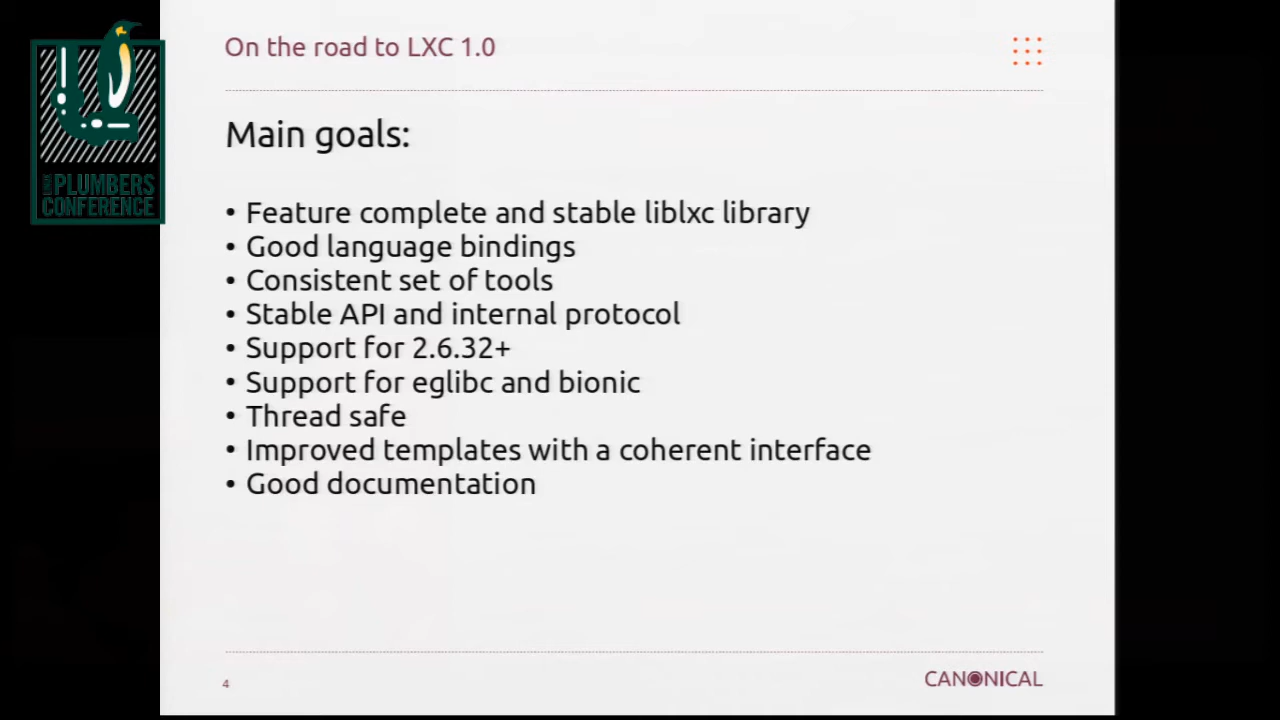 On the road to LXC 1.0
LINUX
PLUMBERS
CONFERENCE
Main goals:
• Feature complete and stable liblxc library
• Good language bindings
• Consistent set of tools
• Stable API and internal protocol
• Support for 2.6.32+
• Support for eglibc and bionic
• Thread safe
• Improved templates with a coherent interface
• Good documentation
4
CANONICAL